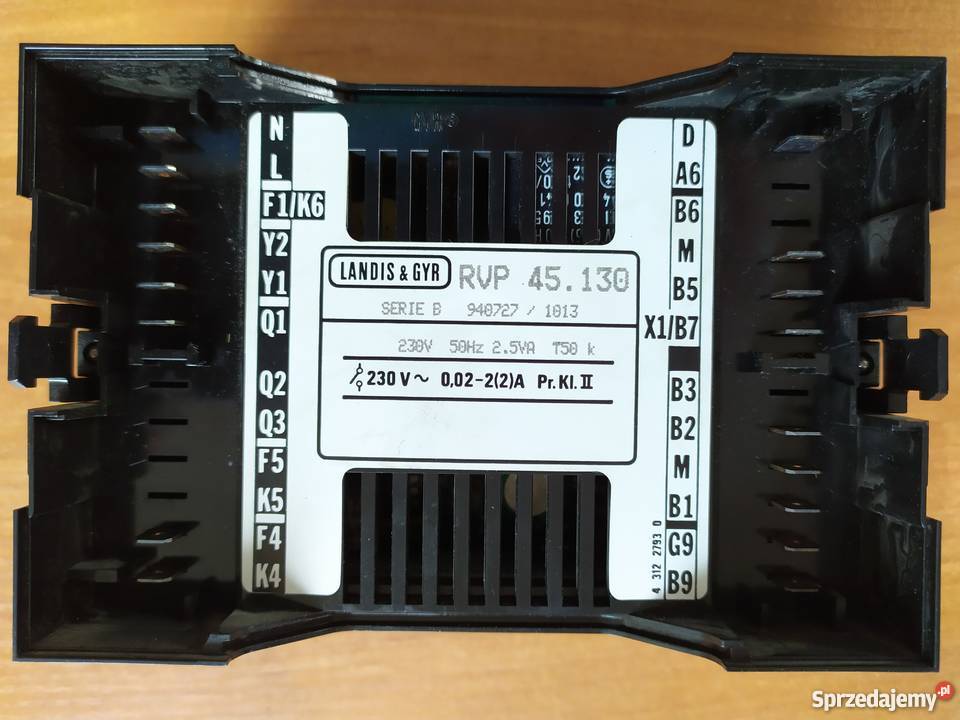 N
L
F1/K6
Y2
Y1
Q1
Q2
Q3
F5
K5
F4
K4
LANDIS & GYR RVP 45.130
SERIE B 940727 / 1013
230V 50Hz 2.5VA T50 k
230 V ~ 0,02-2(2)A Pr.Kl. II
D
A6
B6
M
B5
X1/B7
B3
B2
M
B1
G9
B9
4 312 2793 0
Sprzedajemy.pl